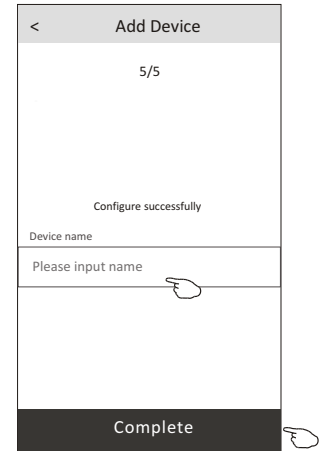 < Add Device
5/5
Configure successfully
Device name
Please input name
Complete